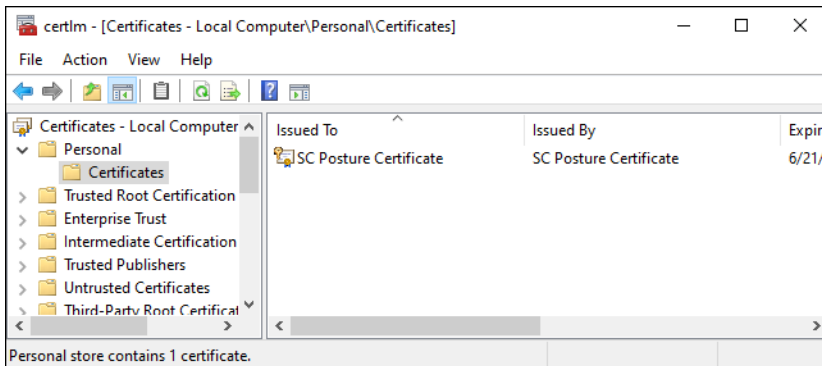 certlm - [Certificates - Local Computer\Personal\Certificates]
File Action View Help
Certificates - Local Computer
Personal
Certificates
Trusted Root Certification
Enterprise Trust
Intermediate Certification
Trusted Publishers
Untrusted Certificates
Third-Party Root Certificat
Issued To Issued By Expir
SC Posture Certificate SC Posture Certificate 6/21/
Personal store contains 1 certificate.